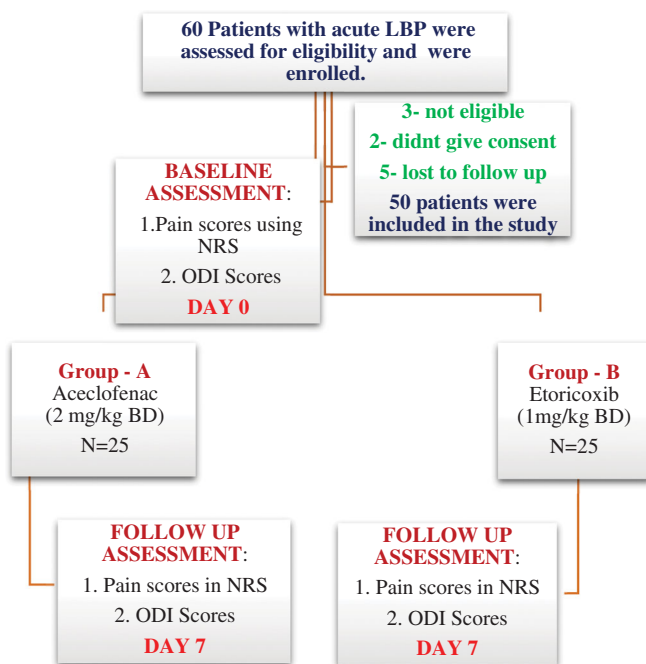 60 Patients with acute LBP were
assessed for eligibility and were
enrolled.
3- not eligible
2- didnt give consent
5- lost to follow up
50 patients were
included in the study
BASELINE
ASSESSMENT:
1.Pain scores using
NRS
2. ODI Scores
DAY 0
Group - A
Aceclofenac
(2 mg/kg BD)
N=25
Group - B
Etoricoxib
(1mg/kg BD)
N=25
FOLLOW UP
ASSESSMENT:
1. Pain scores in NRS
2. ODI Scores
DAY 7
FOLLOW UP
ASSESSMENT:
1. Pain scores in NRS
2. ODI Scores
DAY 7